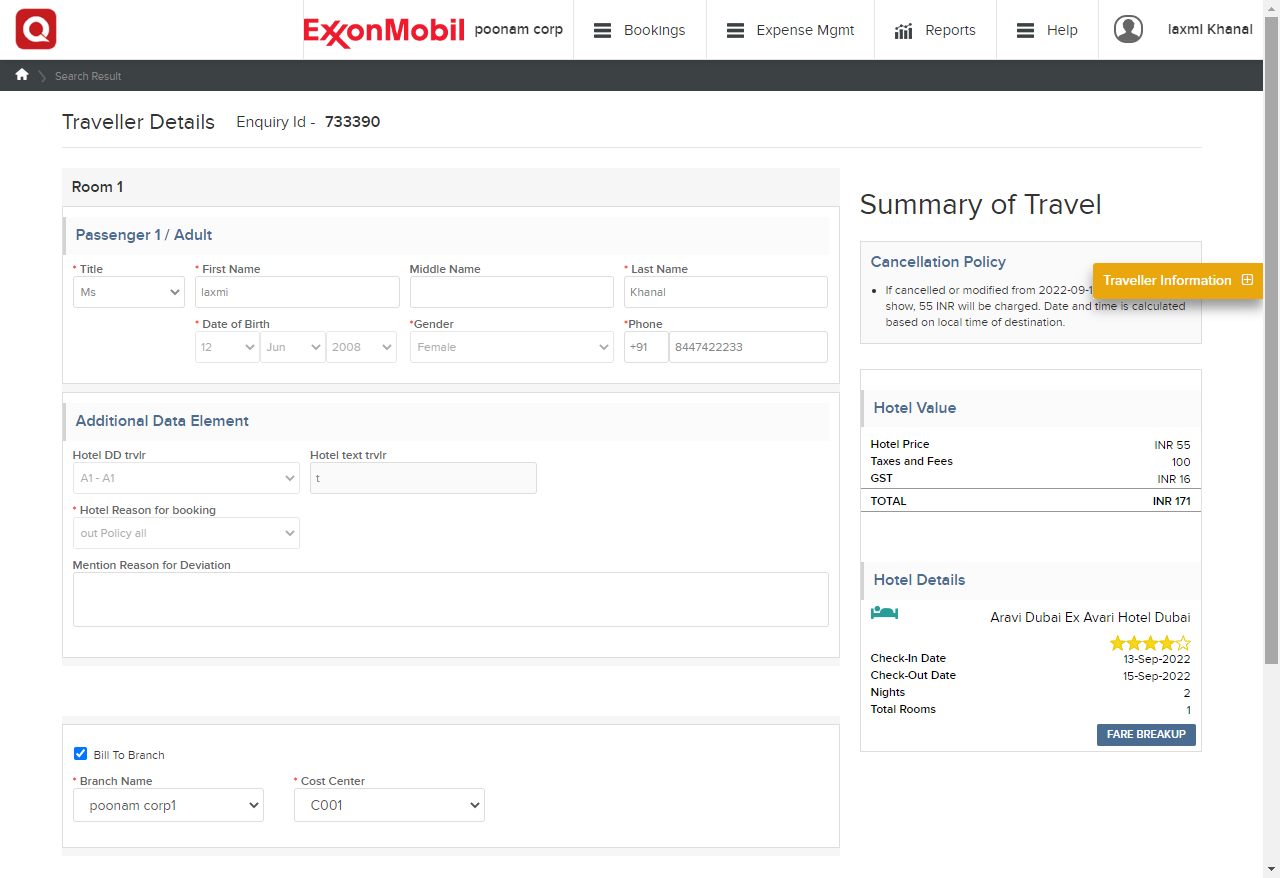 Q
ExxonMobil
poonam corp
Bookings
Expense Mgmt
Reports
Help
laxmi Khanal
Search Result
Traveller Details
Enquiry Id - 733390
Room 1
Passenger 1 / Adult
* Title
* First Name
Middle Name
* Last Name
Ms
laxmi
Khanal
* Date of Birth
*Gender
*Phone
12
Jun
2008
Female
+91
8447422233
Additional Data Element
Hotel DD trvlr
Hotel text trvlr
A1 - A1
t
* Hotel Reason for booking
out Policy all
Mention Reason for Deviation
Bill To Branch
* Branch Name
* Cost Center
poonam corp1
C001
Summary of Travel
Cancellation Policy
Traveller Information
If cancelled or modified from 2022-09-1
show, 55 INR will be charged. Date and time is calculated
based on local time of destination.
Hotel Value
Hotel Price INR 55
Taxes and Fees 100
GST INR 16
TOTAL INR 171
Hotel Details
Aravi Dubai Ex Avari Hotel Dubai
Check-In Date 13-Sep-2022
Check-Out Date 15-Sep-2022
Nights 2
Total Rooms 1
FARE BREAKUP